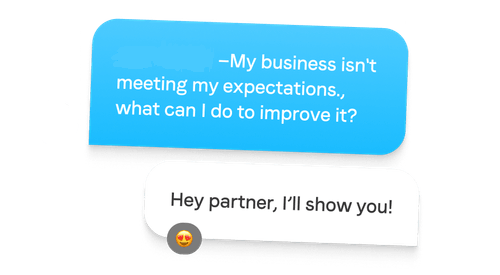 –My business isn't
meeting my expectations.,
what can I do to improve it?
Hey partner, I’ll show you!